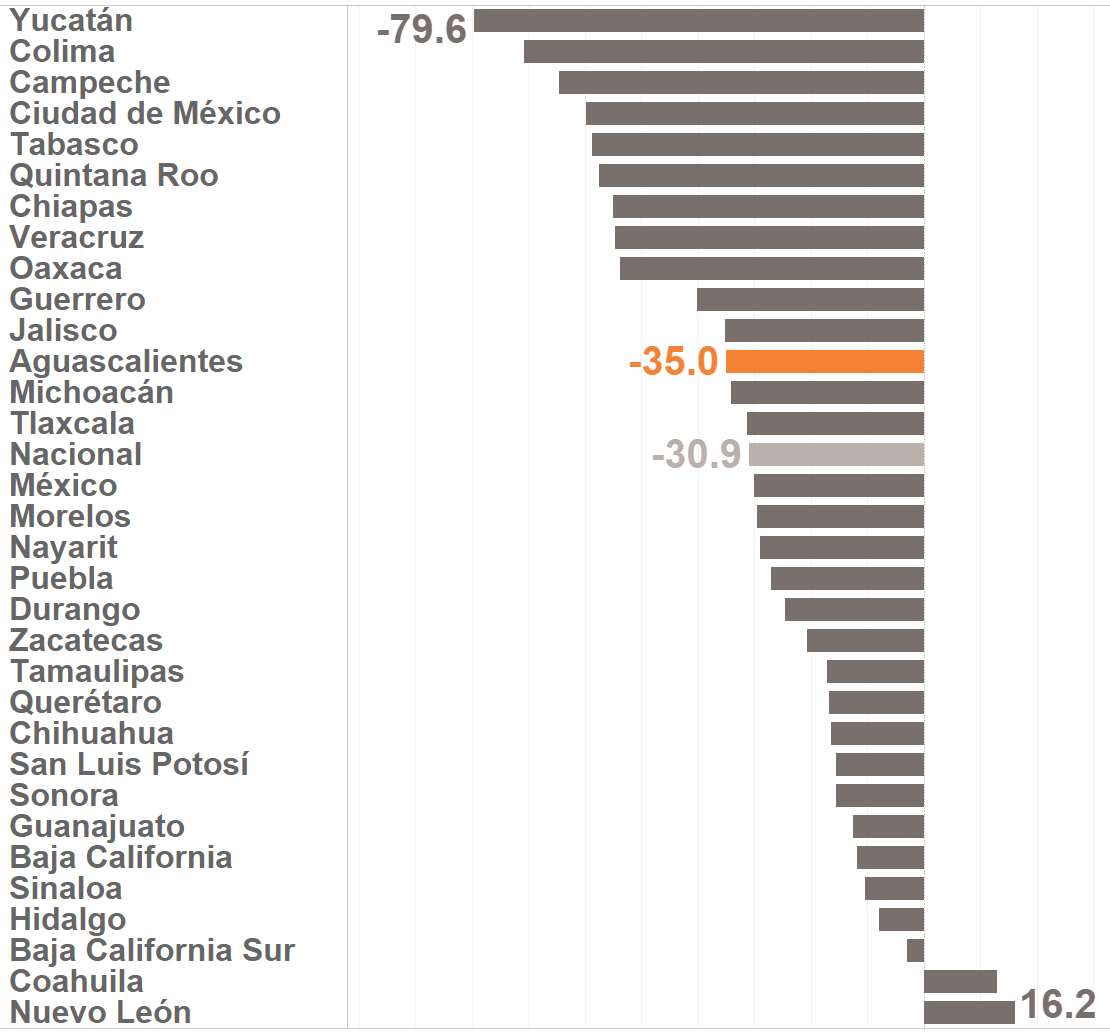 Yucatán -79.6
Colima
Campeche
Ciudad de México
Tabasco
Quintana Roo
Chiapas
Veracruz
Oaxaca
Guerrero
Jalisco
Aguascalientes -35.0
Michoacán
Tlaxcala
Nacional -30.9
México
Morelos
Nayarit
Puebla
Durango
Zacatecas
Tamaulipas
Querétaro
Chihuahua
San Luis Potosí
Sonora
Guanajuato
Baja California
Sinaloa
Hidalgo
Baja California Sur
Coahuila
Nuevo León 16.2